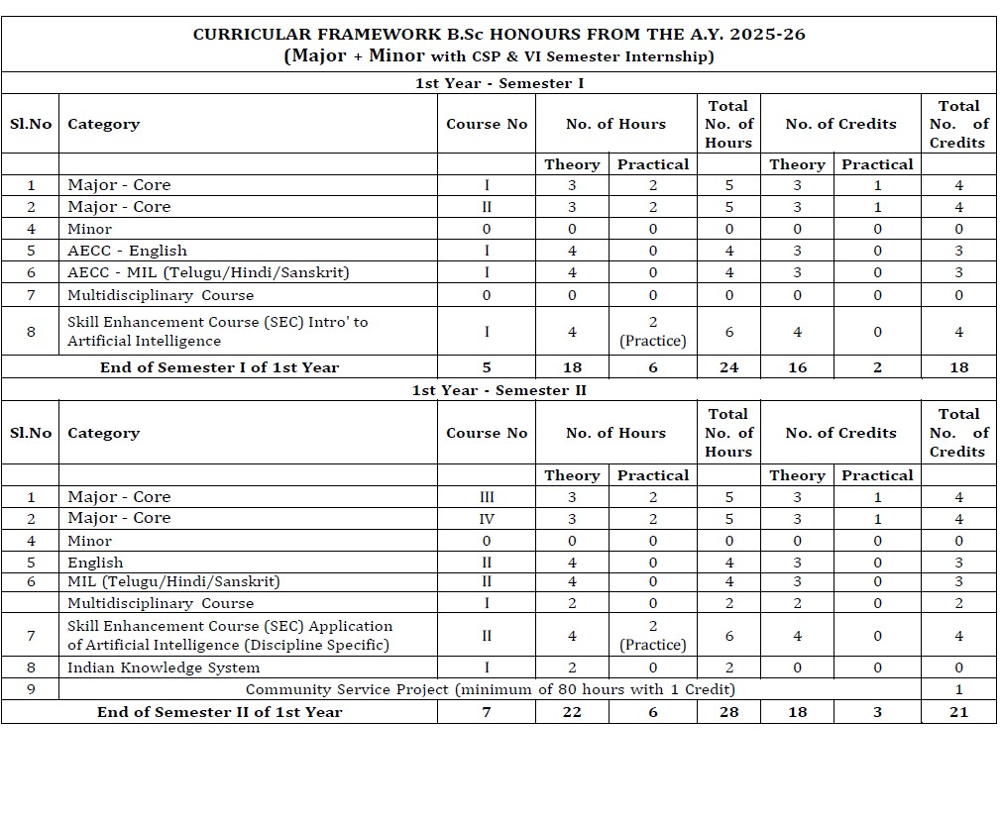 CURRICULAR FRAMEWORK B.Sc HONOURS FROM THE A.Y. 2025-26
(Major + Minor with CSP & VI Semester Internship)
1st Year - Semester I
Sl.No Category Course No No. of Hours Total No. of Hours No. of Credits Total No. of Credits
Theory Practical Theory Practical
1 Major - Core I 3 2 5 3 1 4
2 Major - Core II 3 2 5 3 1 4
4 Minor 0 0 0 0 0 0 0
5 AECC - English I 4 0 4 3 0 3
6 AECC - MIL (Telugu/Hindi/Sanskrit) I 4 0 4 3 0 3
7 Multidisciplinary Course 0 0 0 0 0 0 0
8 Skill Enhancement Course (SEC) Intro' to Artificial Intelligence I 4 2 (Practice) 6 4 0 4
End of Semester I of 1st Year 5 18 6 24 16 2 18
1st Year - Semester II
Sl.No Category Course No No. of Hours Total No. of Hours No. of Credits Total No. of Credits
Theory Practical Theory Practical
1 Major - Core III 3 2 5 3 1 4
2 Major - Core IV 3 2 5 3 1 4
4 Minor 0 0 0 0 0 0 0
5 English II 4 0 4 3 0 3
6 MIL (Telugu/Hindi/Sanskrit) II 4 0 4 3 0 3
Multidisciplinary Course I 2 0 2 2 0 2
7 Skill Enhancement Course (SEC) Application of Artificial Intelligence (Discipline Specific) II 4 2 (Practice) 6 4 0 4
8 Indian Knowledge System I 2 0 2 0 0 0
9 Community Service Project (minimum of 80 hours with 1 Credit) 1
End of Semester II of 1st Year 7 22 6 28 18 3 21